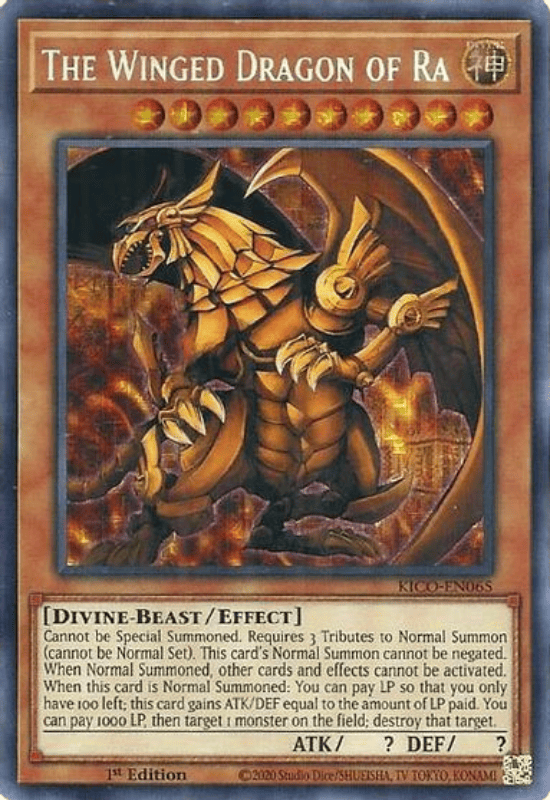 THE WINGED DRAGON OF RA
神
KICO-EN065
[DIVINE-BEAST/EFFECT]
Cannot be Special Summoned. Requires 3 Tributes to Normal Summon
(cannot be Normal Set). This card's Normal Summon cannot be negated.
When Normal Summoned, other cards and effects cannot be activated.
When this card is Normal Summoned: You can pay LP so that you only
have 100 left; this card gains ATK/DEF equal to the amount of LP paid. You
can pay 1000 LP, then target 1 monster on the field; destroy that target.
ATK/ ? DEF/ ?
1st Edition
©2020 Studio Dice/SHUEISHA, TV TOKYO, KONAMI